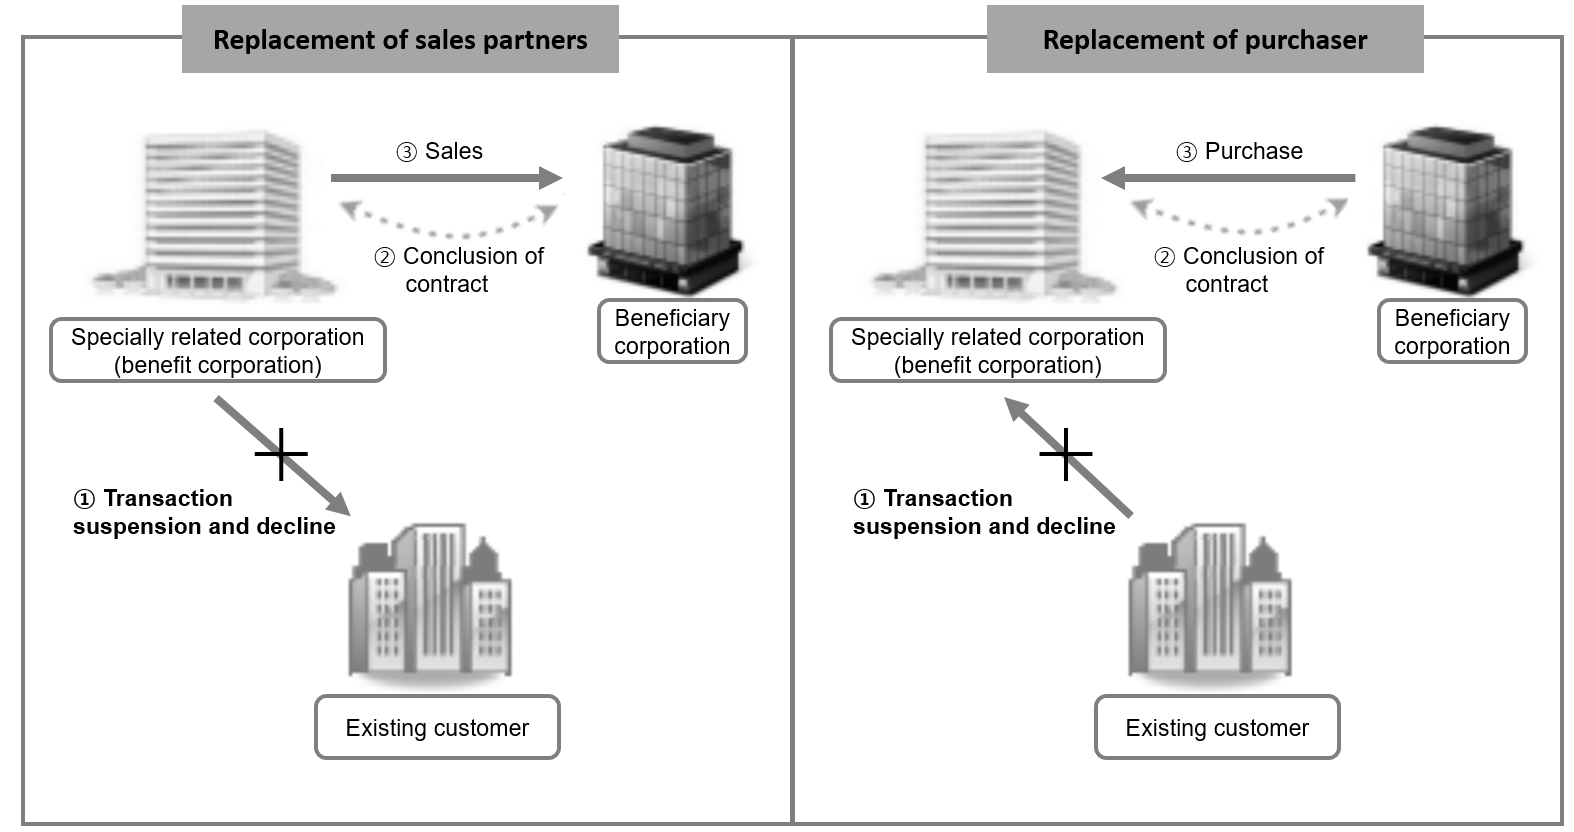 Replacement of sales partners
③ Sales
② Conclusion of
contract
Specially related corporation
(benefit corporation)
Beneficiary
corporation
① Transaction
suspension and decline
Existing customer
Replacement of purchaser
③ Purchase
② Conclusion of
contract
Specially related corporation
(benefit corporation)
Beneficiary
corporation
① Transaction
suspension and decline
Existing customer